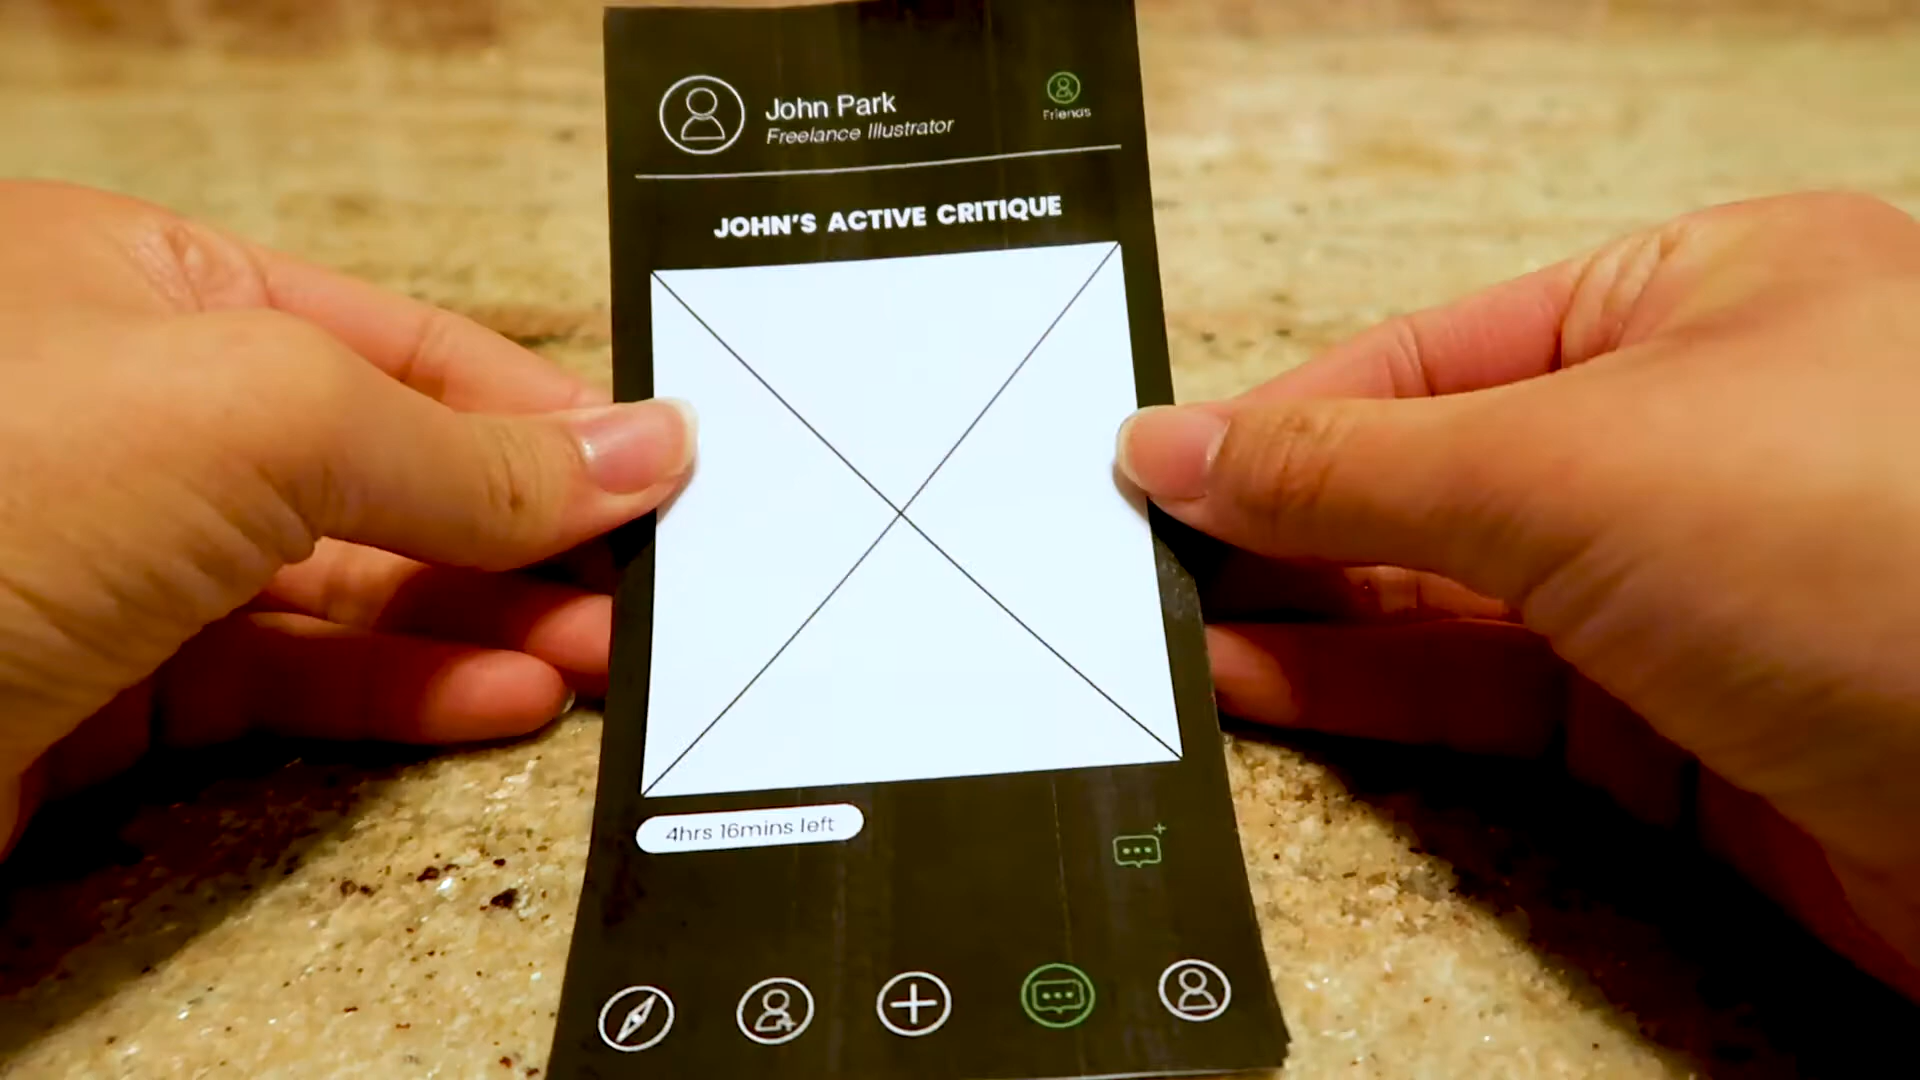 John Park
Freelance Illustrator
Friends
JOHN'S ACTIVE CRITIQUE
4hrs 16mins left